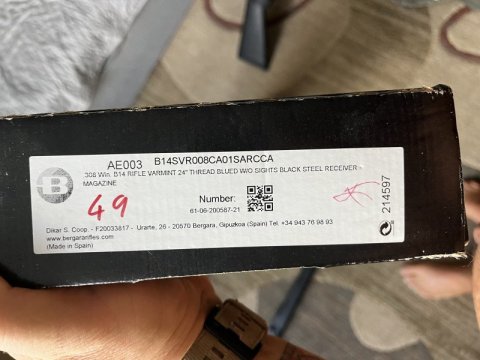 AE003 B14SVR008CA01SARCCA
308 Win. B14 RIFLE VARMINT 24" THREAD BLUED W/O SIGHTS BLACK STEEL RECEIVER -
MAGAZINE
B
49
Number:
61-06-200587-21
214597
Dikar S. Coop. - F20033817 - Urarte, 26 - 20570 Bergara, Gipuzkoa (Spain) Tel. +34 943 76 98 93
www.bergararifles.com
(Made in Spain)